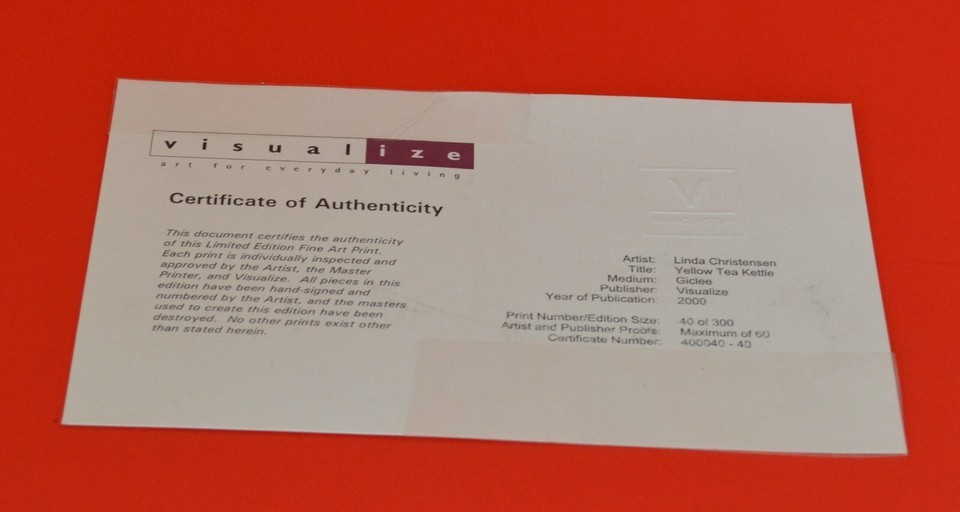 visualize
art for everyday living
Certificate of Authenticity
This document certifies the authenticity
of this Limited Edition Fine Art Print.
Each print is individually inspected and
approved by the Artist, the Master
Printer, and Visualize. All pieces in this
edition have been hand-signed and
numbered by the Artist, and the masters
used to create this edition have been
destroyed. No other prints exist other
than stated herein.
V
Artist: Linda Christensen
Title: Yellow Tea Kettle
Medium: Giclee
Publisher: Visualize
Year of Publication: 2000
Print Number/Edition Size: 40 of 300
Artist and Publisher Proofs: Maximum of 60
Certificate Number: 400040 - 40